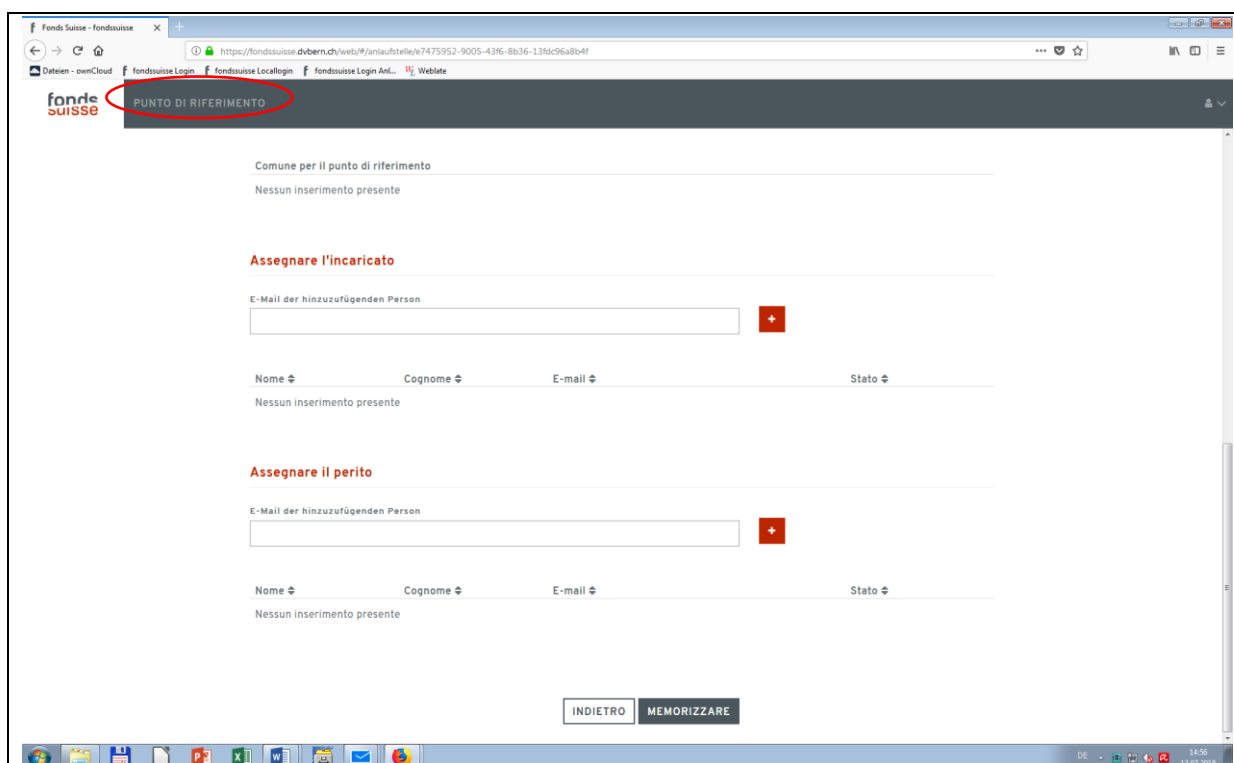 Fonds Suisse - fondssuisse
https://fondssuisse.dvbern.ch/web/#/anlaufstelle/e7475952-9005-43f6-8b36-13fdc96a8b4f
Dateien - ownCloud fondssuisse Login fondssuisse Locallogin fondssuisse Login Anl... Weblate
fonds suisse
PUNTO DI RIFERIMENTO
Comune per il punto di riferimento
Nessun inserimento presente
Assegnare l'incaricato
E-Mail der hinzuzufügenden Person
+
Nome Cognome E-mail Stato
Nessun inserimento presente
Assegnare il perito
E-Mail der hinzuzufügenden Person
+
Nome Cognome E-mail Stato
Nessun inserimento presente
INDIETRO MEMORIZZARE
DE 14:56